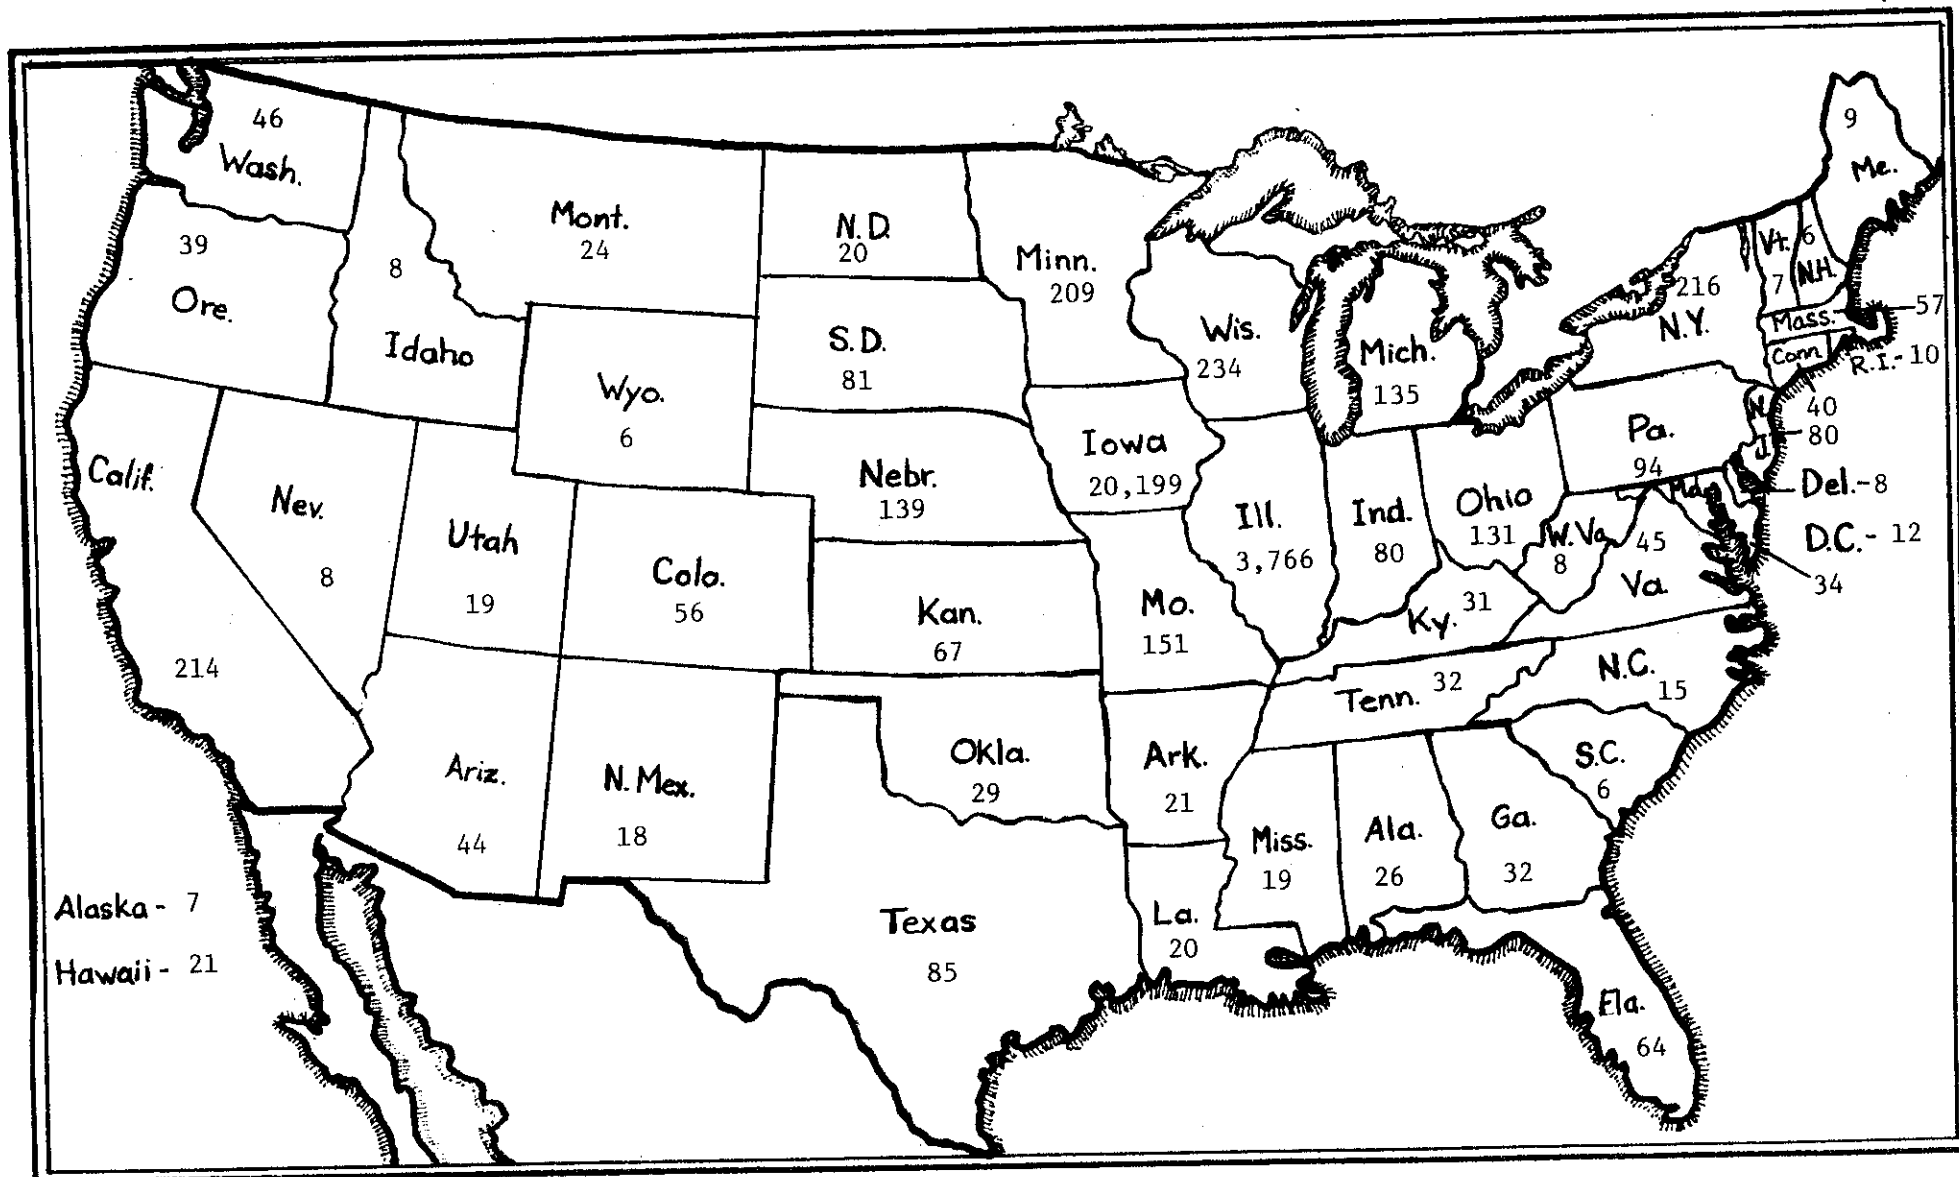 46
Wash.
39
Ore.
8
Idaho
Mont.
24
Wyo.
6
Calif.
214
Nev.
8
Utah
19
Colo.
56
Ariz.
44
N. Mex.
18
Alaska - 7
Hawaii - 21
N.D.
20
S.D.
81
Nebr.
139
Kan.
67
Okla.
29
Texas
85
Minn.
209
Iowa
20,199
Mo.
151
Ark.
21
La.
20
Wis.
234
Ill.
3,766
Mich.
135
Ind.
80
Ohio
131
Ky. 31
Tenn. 32
Miss.
19
Ala.
26
Ga.
32
Fla.
64
S.C.
6
N.C.
15
W. Va.
8
45
Va.
Pa.
94
Md.
34
216
N.Y.
Vt.
7
6
N.H.
9
Me.
Mass. 57
Conn
40
R.I. - 10
N.
J.
80
Del. - 8
D.C. - 12